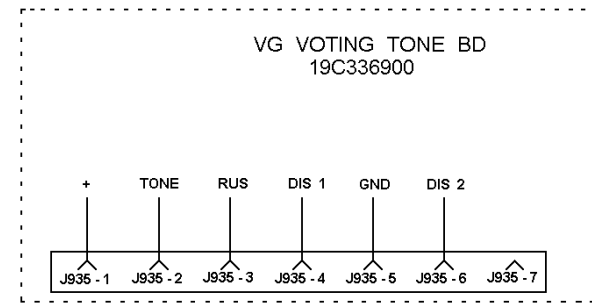 VG VOTING TONE BD
19C336900
+ TONE RUS DIS 1 GND DIS 2
J935-1 J935-2 J935-3 J935-4 J935-5 J935-6 J935-7